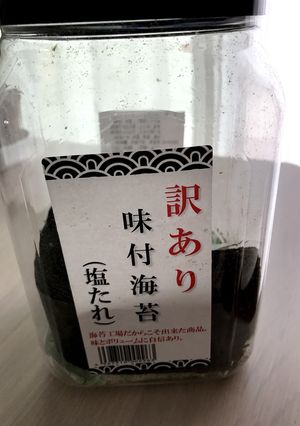 訳あり
味付海苔
(塩たれ)
海苔工場だからこそ出来た商品。
味とボリュームに自信あり。